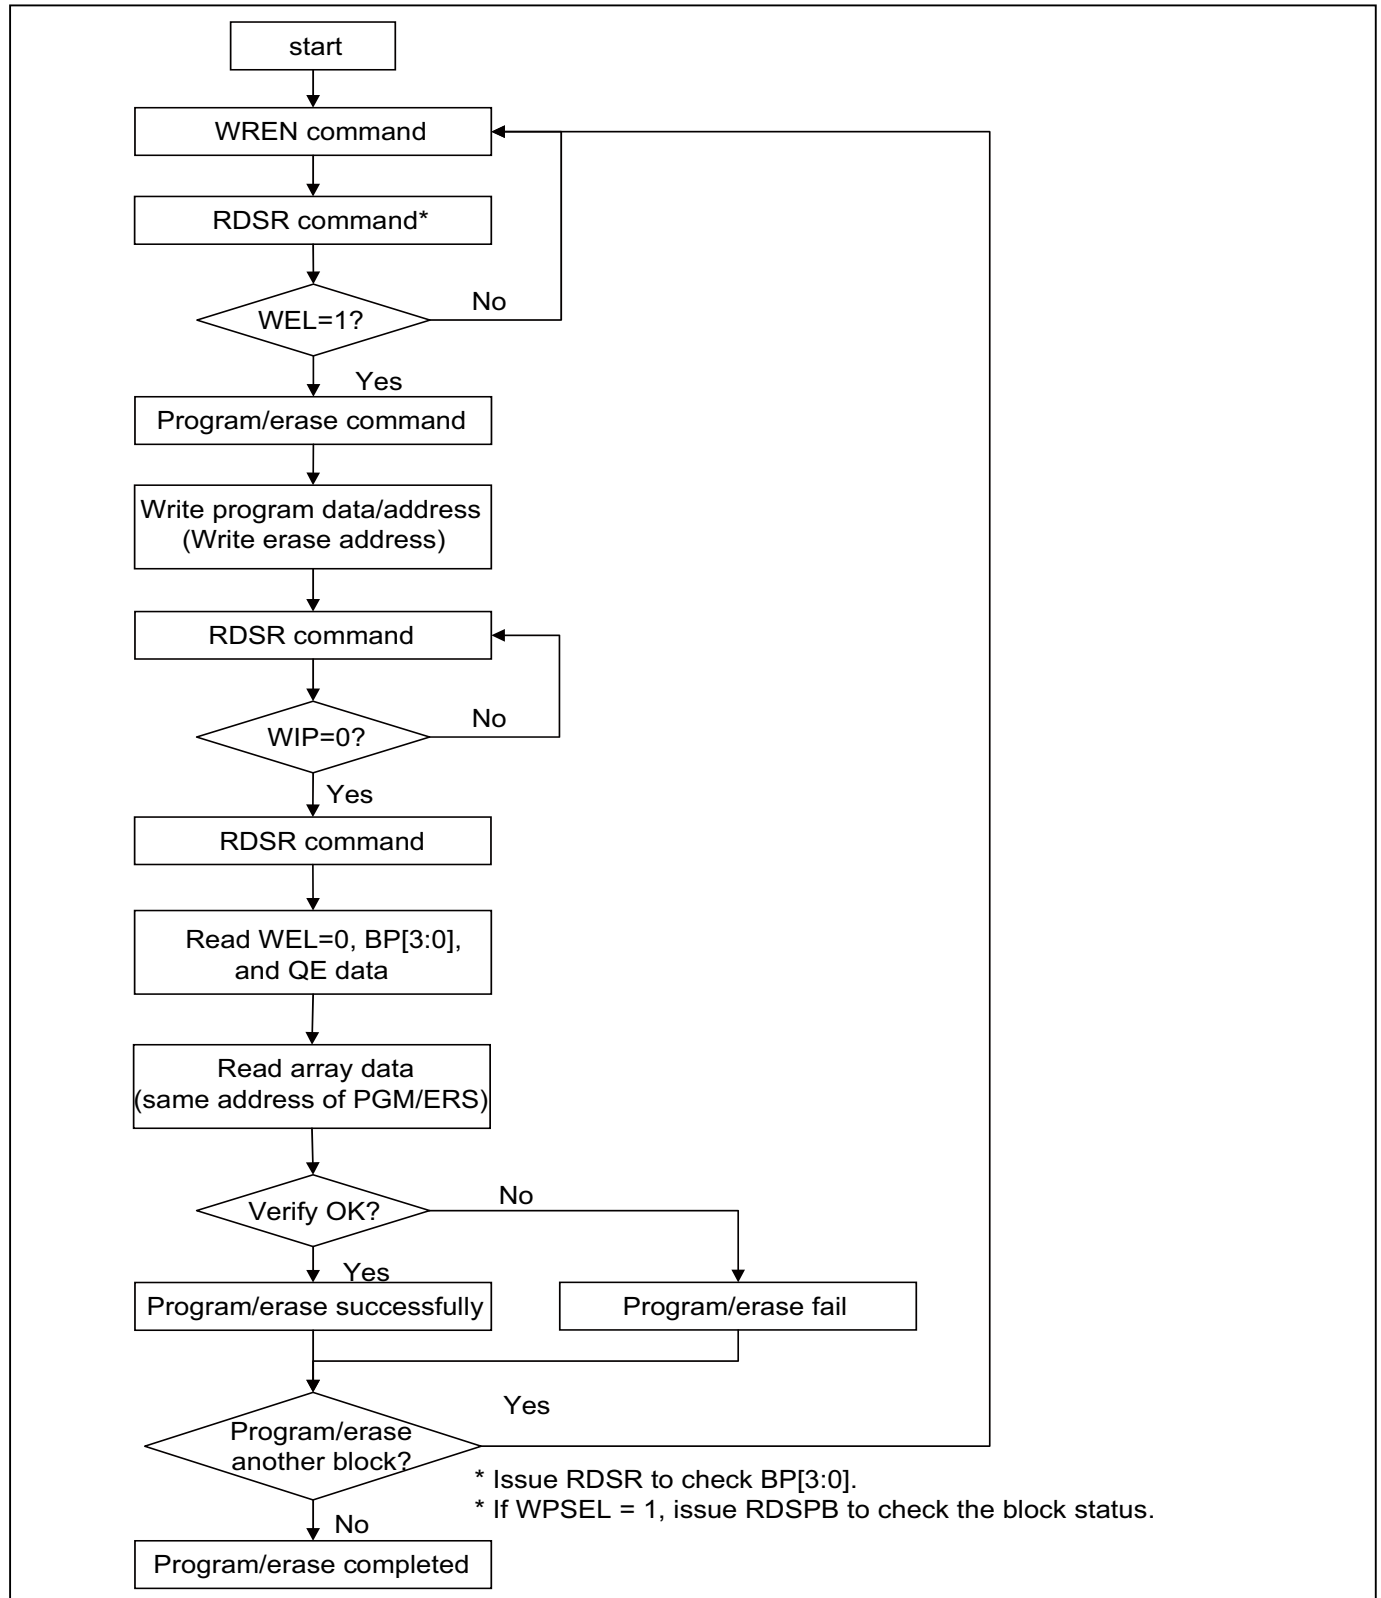 start
WREN command
RDSR command*
WEL=1?
No
Yes
Program/erase command
Write program data/address
(Write erase address)
RDSR command
WIP=0?
No
Yes
RDSR command
Read WEL=0, BP[3:0],
and QE data
Read array data
(same address of PGM/ERS)
Verify OK?
No
Yes
Program/erase successfully
Program/erase fail
Program/erase
another block?
Yes
* Issue RDSR to check BP[3:0].
* If WPSEL = 1, issue RDSPB to check the block status.
No
Program/erase completed